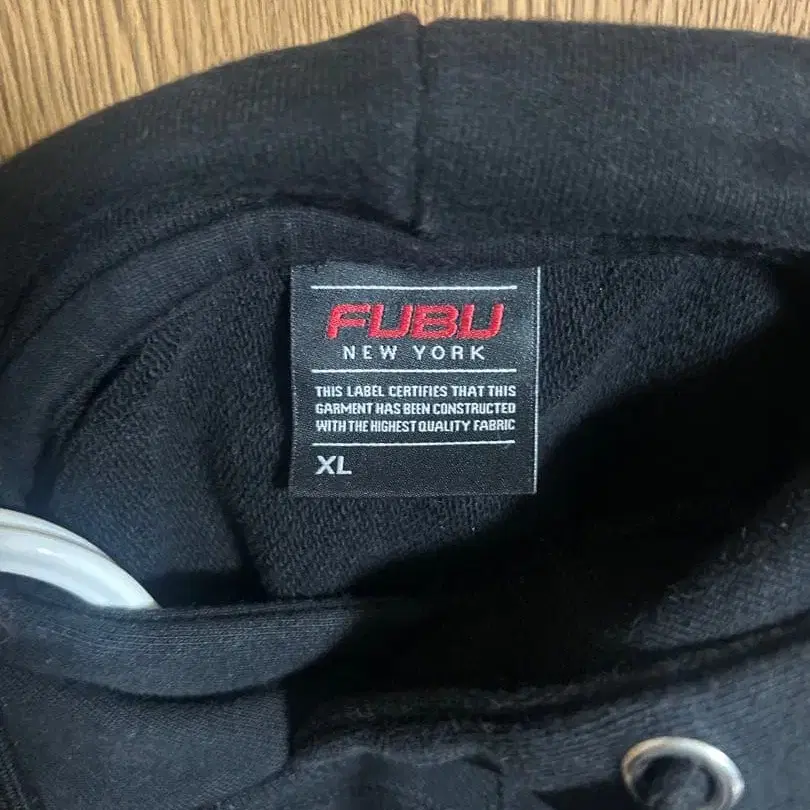 FUBU
NEW YORK
THIS LABEL CERTIFIES THAT THIS
GARMENT HAS BEEN CONSTRUCTED
WITH THE HIGHEST QUALITY FABRIC
XL